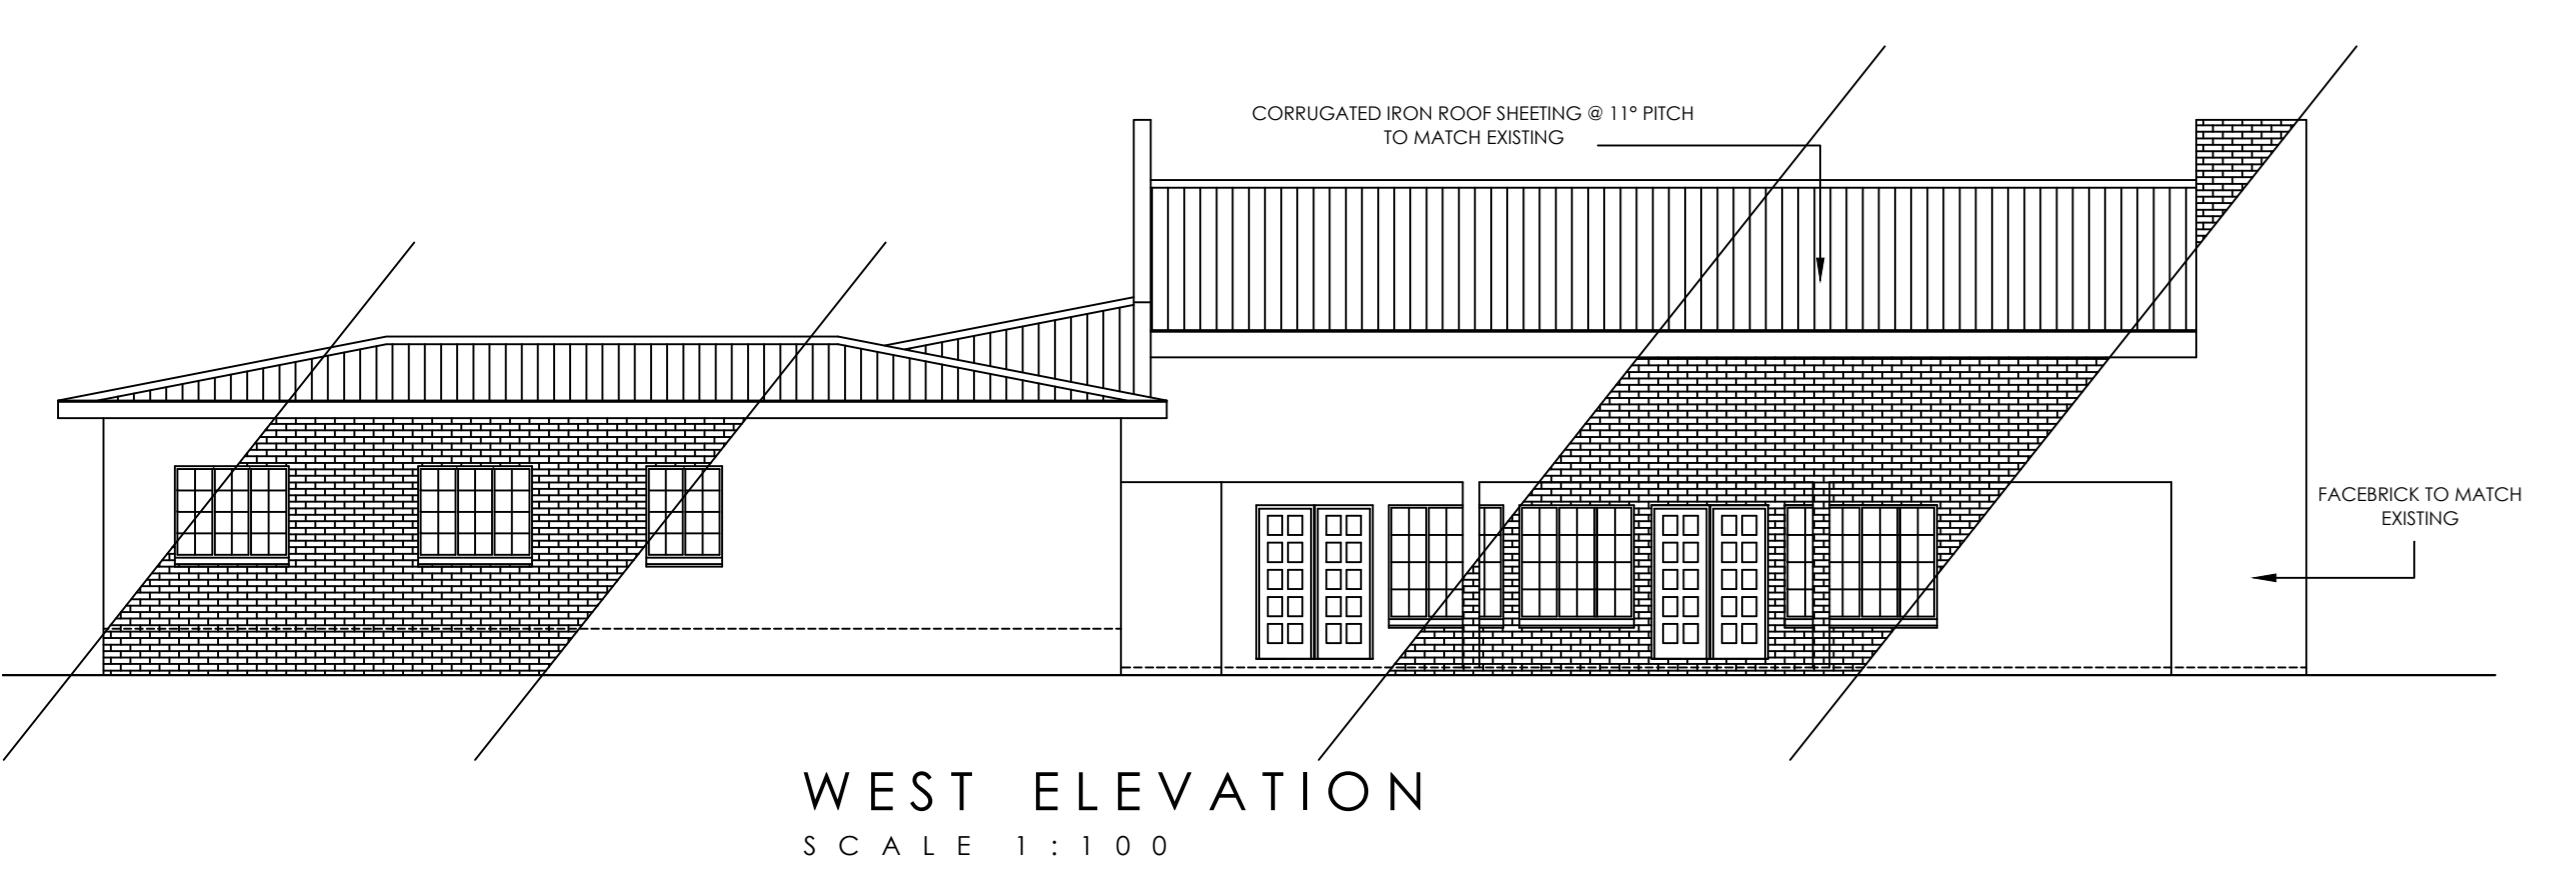 CORRUGATED IRON ROOF SHEETING @ 11° PITCH
TO MATCH EXISTING
FACEBRICK TO MATCH
EXISTING
WEST ELEVATION
SCALE 1:100